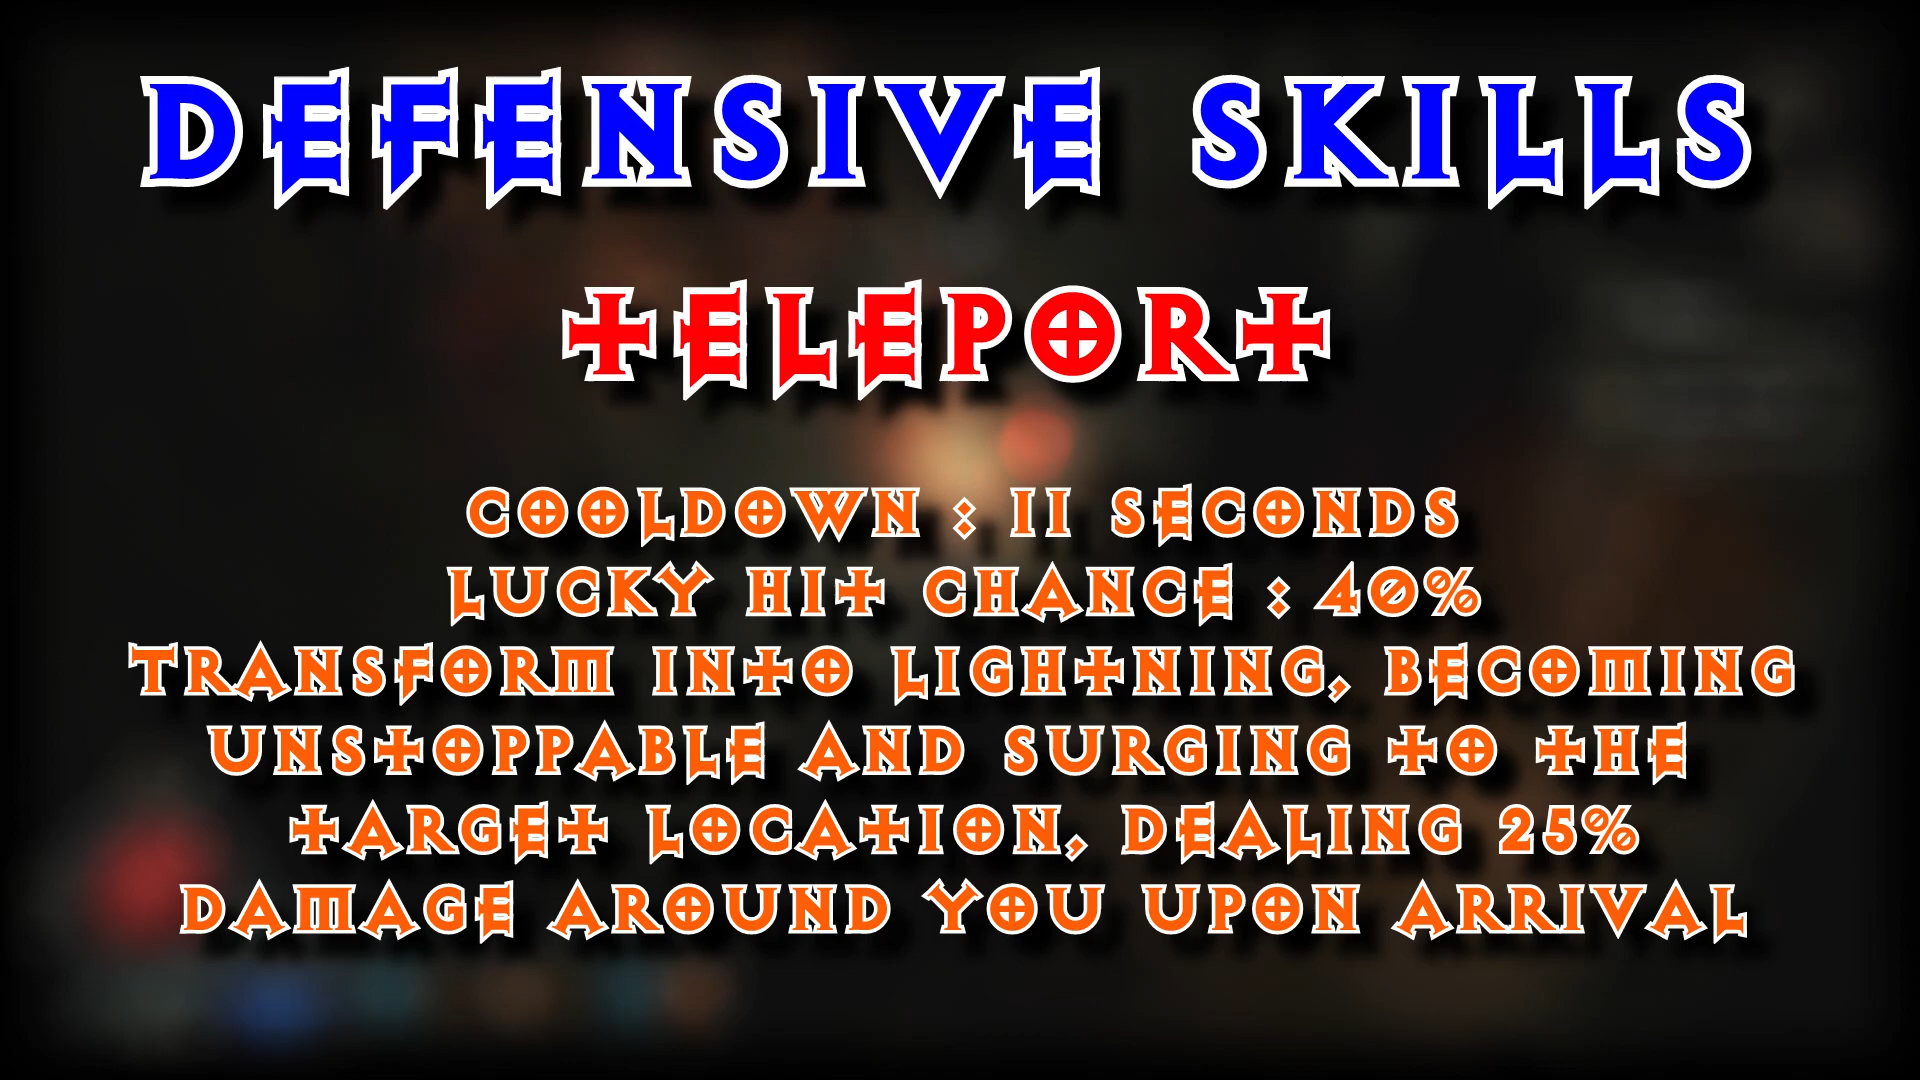 DEFENSIVE SKILLS
TELEPORT
COOLDOWN : 11 SECONDS
LUCKY HIT CHANCE : 40%
TRANSFORM INTO LIGHTNING, BECOMING
UNSTOPPABLE AND SURGING TO THE
TARGET LOCATION, DEALING 25%
DAMAGE AROUND YOU UPON ARRIVAL